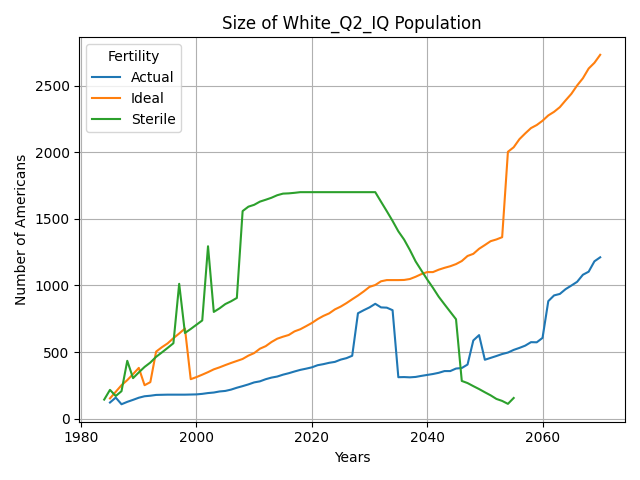 Size of White_Q2_IQ Population
Fertility
Actual
Ideal
Sterile
Number of Americans
2500
2000
1500
1000
500
0
1980
2000
2020
2040
2060
Years